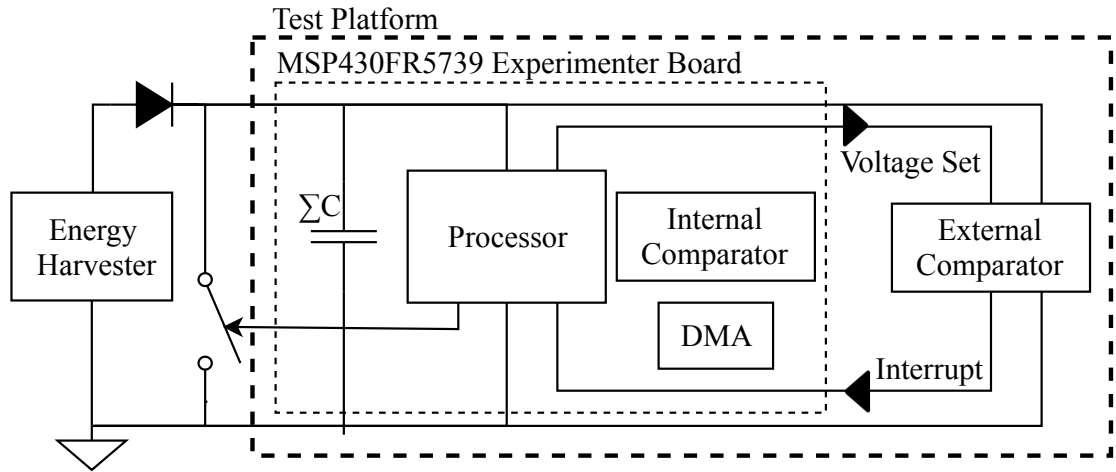 Test Platform
MSP430FR5739 Experimenter Board
Voltage Set
∑C
Energy
Harvester
Processor
Internal
Comparator
External
Comparator
DMA
Interrupt